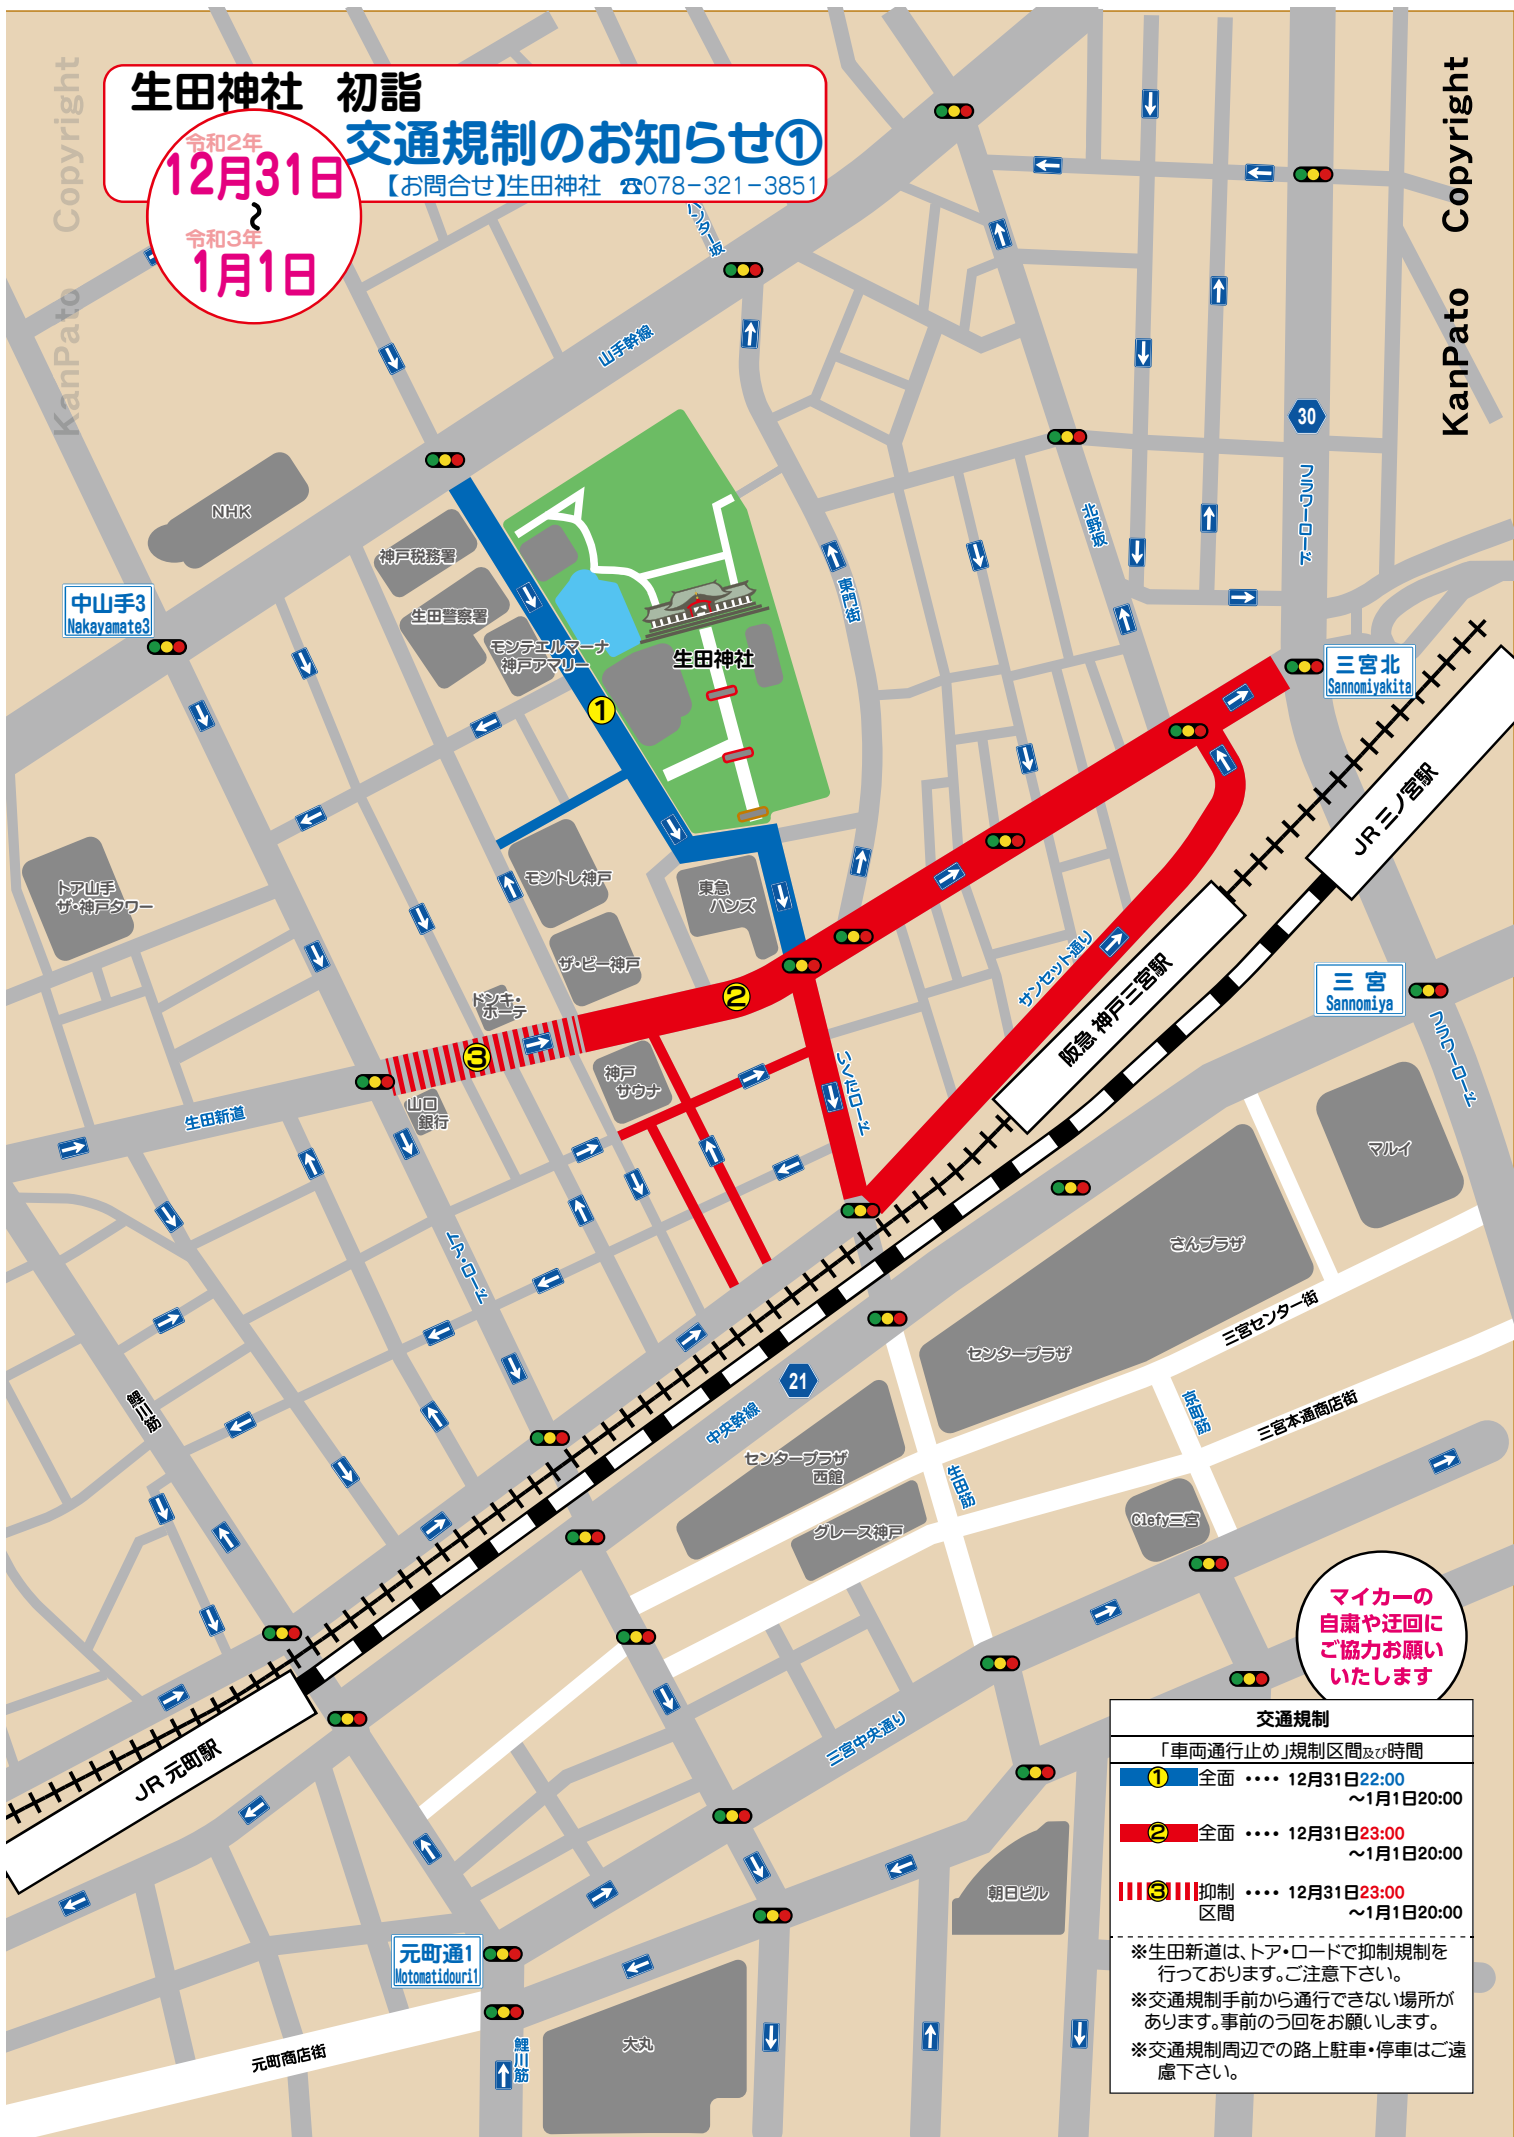 生田神社 初詣
交通規制のお知らせ①
【お問合せ】生田神社 ☎078-321-3851
令和2年
12月31日
～
令和3年
1月1日
KanPato Copyright
KanPato Copyright
ハンター坂
山手幹線
30
フラワーロード
北野坂
東門街
NHK
神戸税務署
生田警察署
モンテエルマーナ
神戸アマリー
中山手3
Nakayamate3
生田神社
1
三宮北
Sannomiyakita
JR 三ノ宮駅
トア山手
ザ・神戸タワー
モントレ神戸
東急
ハンズ
ザ・ビー神戸
ドンキ・
ホーテ
2
3
サンセット通り
阪急 神戸三宮駅
三宮
Sannomiya
フラワーロード
神戸
サウナ
いくたロード
山口
銀行
生田新道
マルイ
さんプラザ
トア・ロード
三宮センター街
センタープラザ
21
鯉川筋
中央幹線
京町筋
三宮本通商店街
センタープラザ
西館
生田筋
グレース神戸
Clefy三宮
マイカーの
自粛や迂回に
ご協力お願い
いたします
三宮中央通り
JR 元町駅
朝日ビル
元町通1
Motomatidouri1
元町商店街
鯉川筋
大丸
交通規制
「車両通行止め」規制区間及び時間
① 全面 ・・・・ 12月31日22:00
～1月1日20:00
② 全面 ・・・・ 12月31日23:00
～1月1日20:00
③ 抑制 ・・・・ 12月31日23:00
区間 ～1月1日20:00
※生田新道は、トア・ロードで抑制規制を
行っております。ご注意下さい。
※交通規制手前から通行できない場所が
あります。事前のう回をお願いします。
※交通規制周辺での路上駐車・停車はご遠
慮下さい。